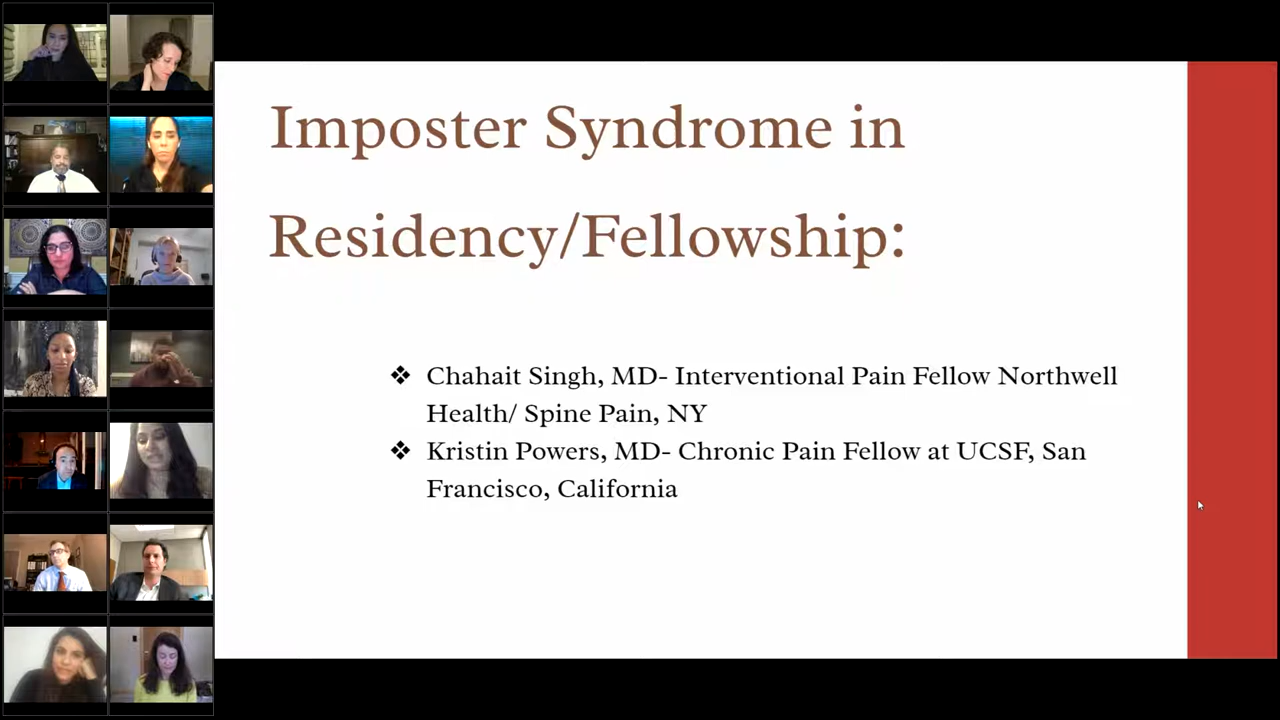 Imposter Syndrome in
Residency/Fellowship:
❖ Chahait Singh, MD- Interventional Pain Fellow Northwell
Health/ Spine Pain, NY
❖ Kristin Powers, MD- Chronic Pain Fellow at UCSF, San
Francisco, California